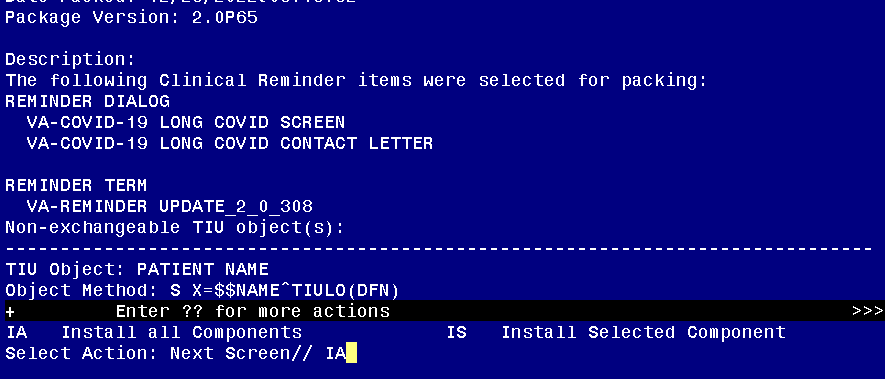 Package Version: 2.0P65
Description:
The following Clinical Reminder items were selected for packing:
REMINDER DIALOG
VA-COVID-19 LONG COVID SCREEN
VA-COVID-19 LONG COVID CONTACT LETTER
REMINDER TERM
VA-REMINDER UPDATE_2_0_308
Non-exchangeable TIU object(s):
-------------------------------------------------------------------------------
TIU Object: PATIENT NAME
Object Method: S X=$$NAME^TIULO(DFN)
+ Enter ?? for more actions >>>
IA Install all Components IS Install Selected Component
Select Action: Next Screen// IA